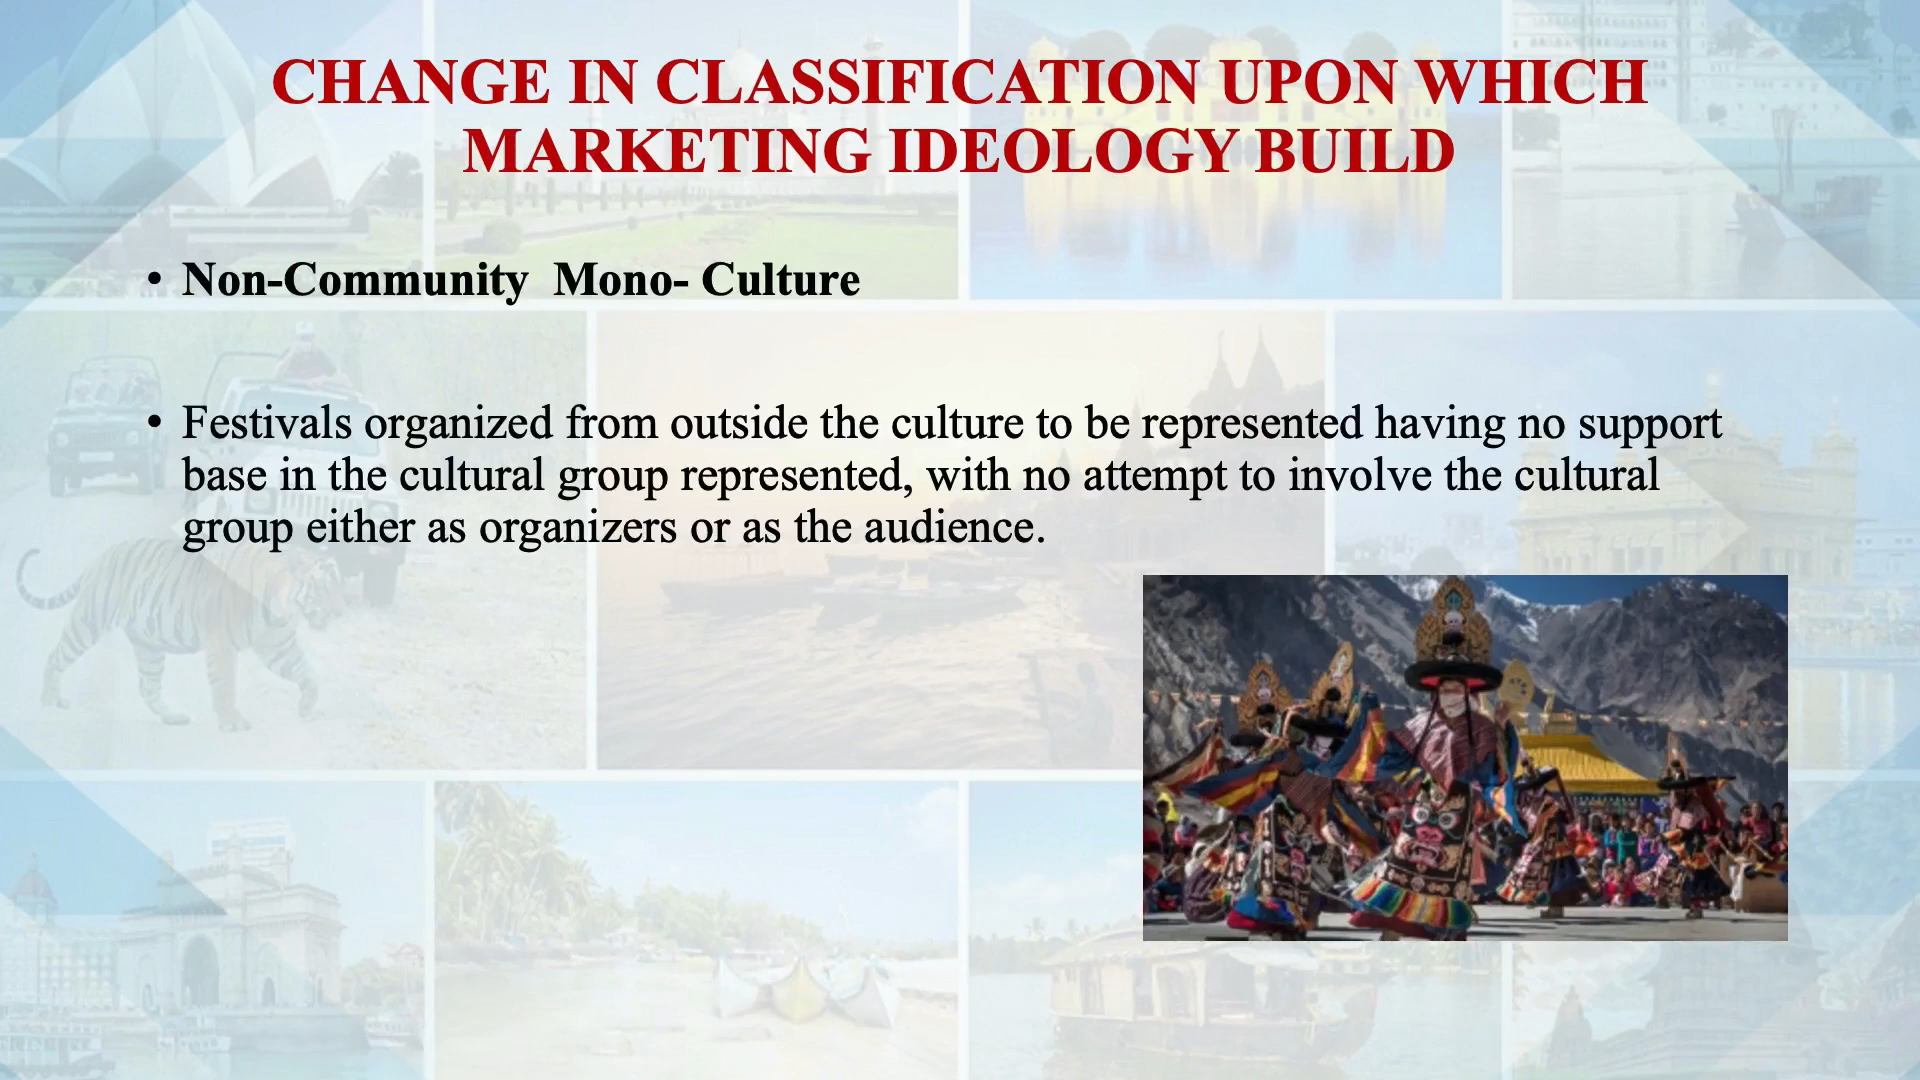 CHANGE IN CLASSIFICATION UPON WHICH
MARKETING IDEOLOGY BUILD
• Non-Community  Mono- Culture
• Festivals organized from outside the culture to be represented having no support
base in the cultural group represented, with no attempt to involve the cultural
group either as organizers or as the audience.